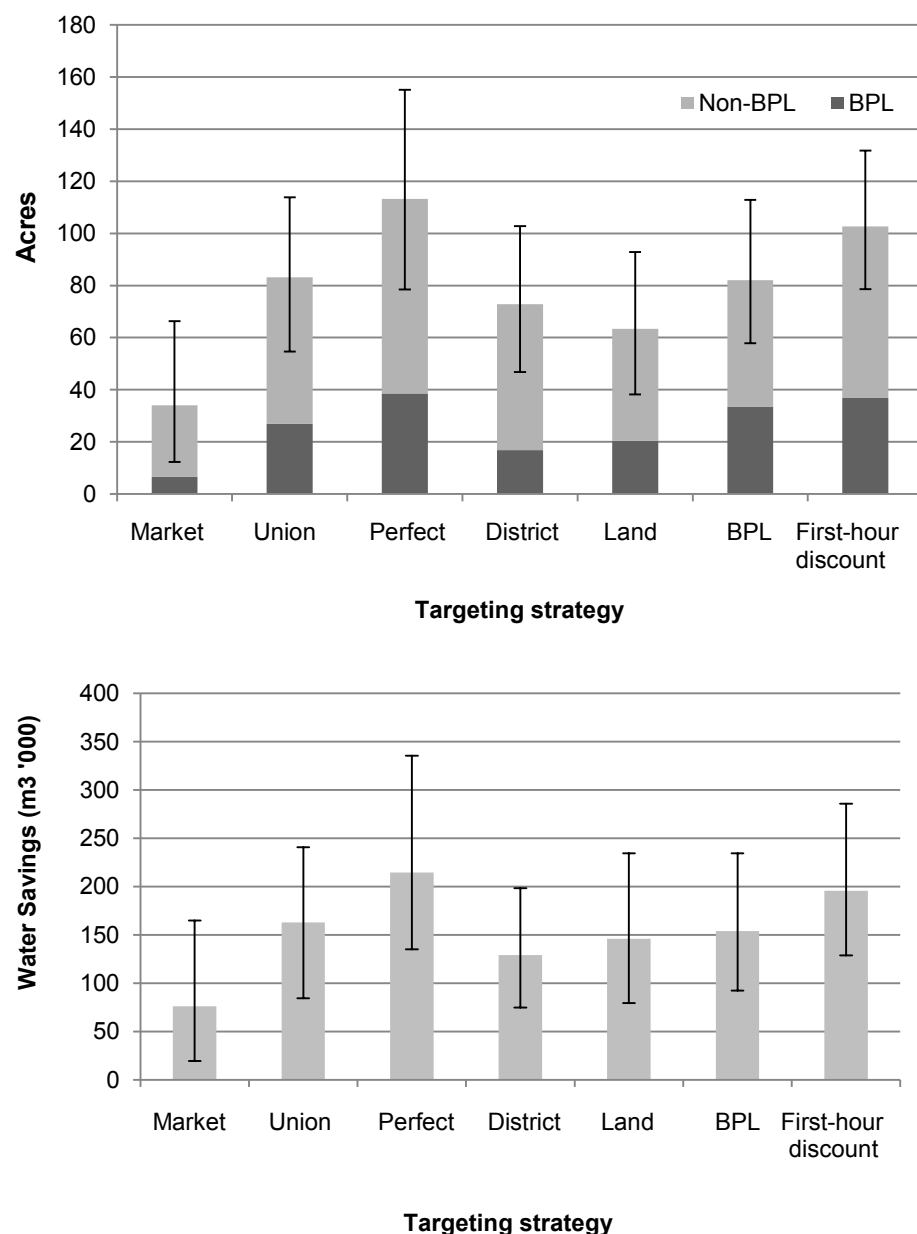 180
160
140
120
100
80
60
40
20
0
Acres
Non-BPL BPL
Market Union Perfect District Land BPL First-hour
discount
Targeting strategy
400
350
300
250
200
150
100
50
0
Water Savings (m3 '000)
Market Union Perfect District Land BPL First-hour
discount
Targeting strategy